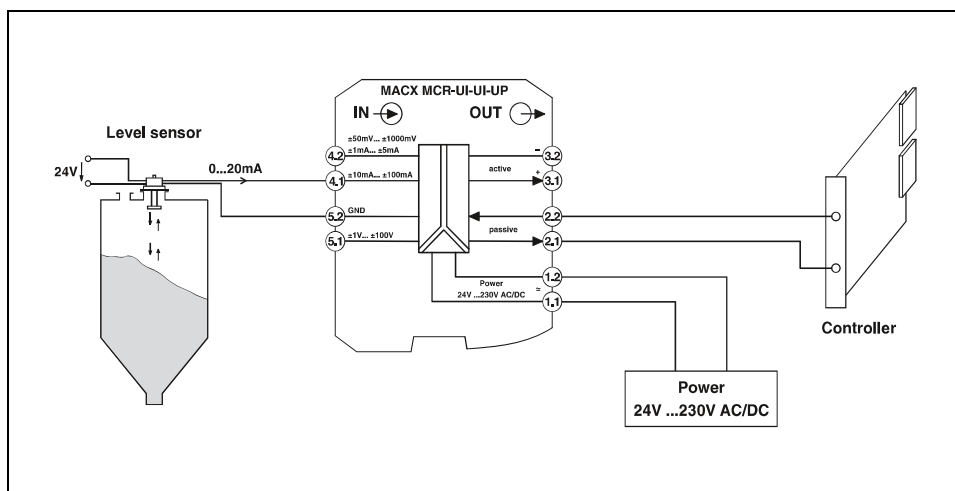 MACX MCR-UI-UI-UP
IN
OUT
Level sensor
24V
0...20mA
±50mV... ±1000mV
±1mA... ±5mA
4.2
±10mA... ±100mA
4.1
GND
5.2
±1V... ±100V
5.1
−
3.2
active
+
3.1
2.2
passive
2.1
Power
24V ...230V AC/DC
≃
1.2
1.1
Controller
Power
24V ...230V AC/DC